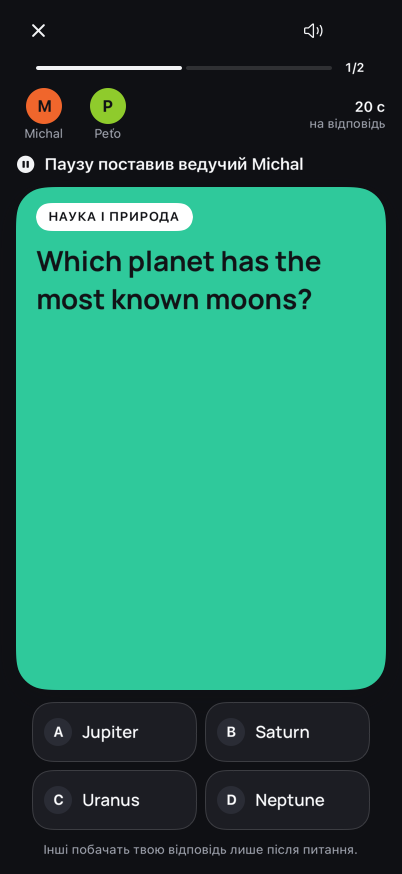 1/2
M
P
Michal
Peťo
20 с
на відповідь
Паузу поставив ведучий Michal
НАУКА І ПРИРОДА
Which planet has the
most known moons?
A Jupiter
B Saturn
C Uranus
D Neptune
Інші побачать твою відповідь лише після питання.